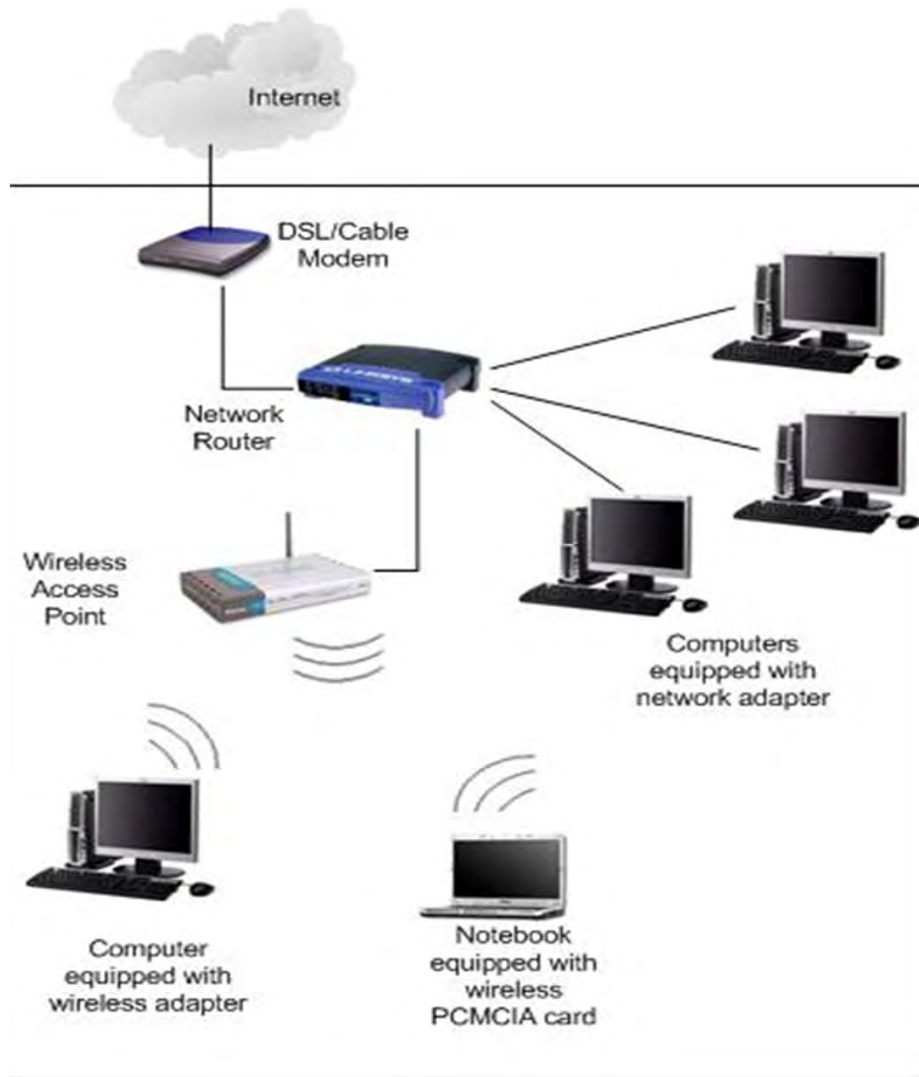 Internet
DSL/Cable
Modem
LINKSYS
Network
Router
Wireless
Access
Point
Computers
equipped with
network adapter
Computer
equipped with
wireless adapter
Notebook
equipped with
wireless
PCMCIA card